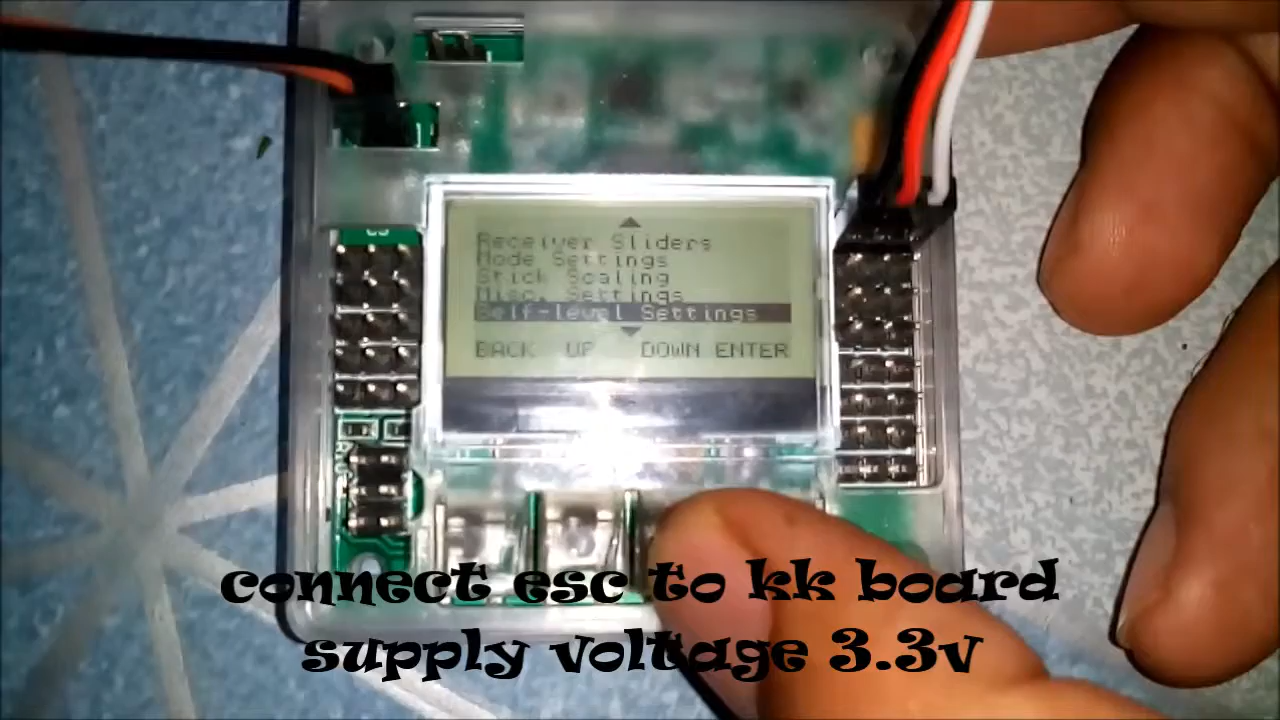 Receiver Sliders
Mode Settings
Stick Scaling
Misc. Settings
Self-level Settings
BACK UP DOWN ENTER
connect esc to kk board
supply voltage 3.3v